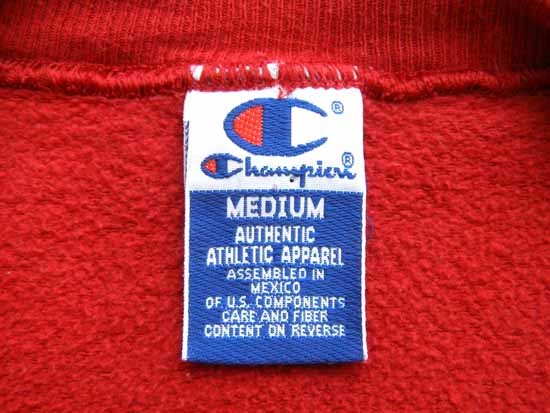 C ®
Champion ®
MEDIUM
AUTHENTIC
ATHLETIC APPAREL
ASSEMBLED IN
MEXICO
OF U.S. COMPONENTS
CARE AND FIBER
CONTENT ON REVERSE